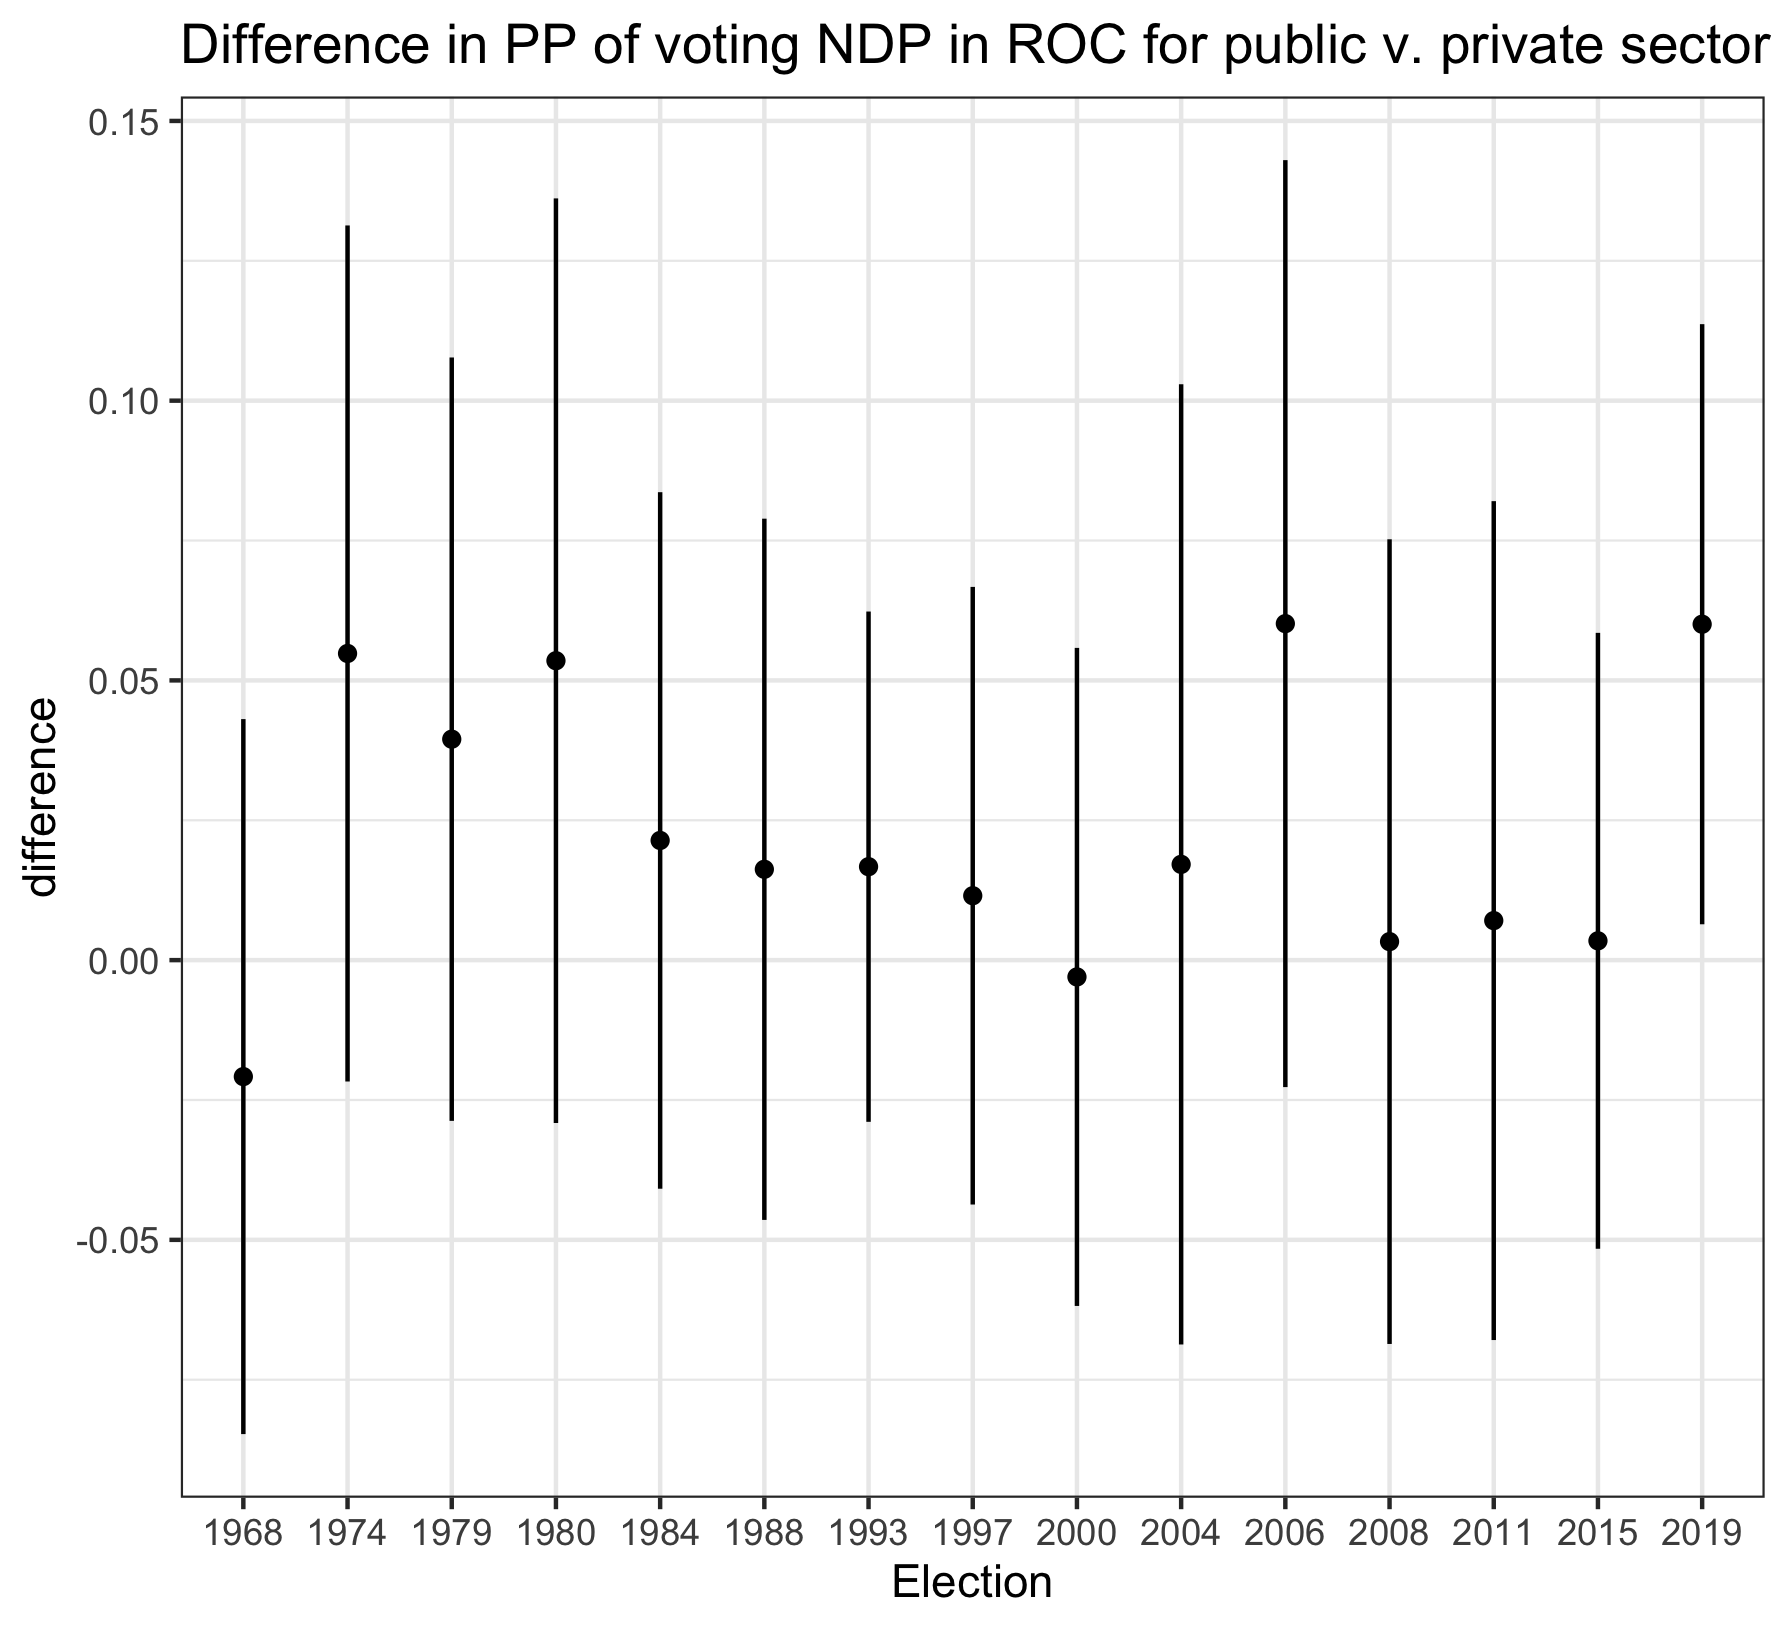 Difference in PP of voting NDP in ROC for public v. private sector
0.15
0.10
0.05
0.00
-0.05
difference
1968 1974 1979 1980 1984 1988 1993 1997 2000 2004 2006 2008 2011 2015 2019
Election